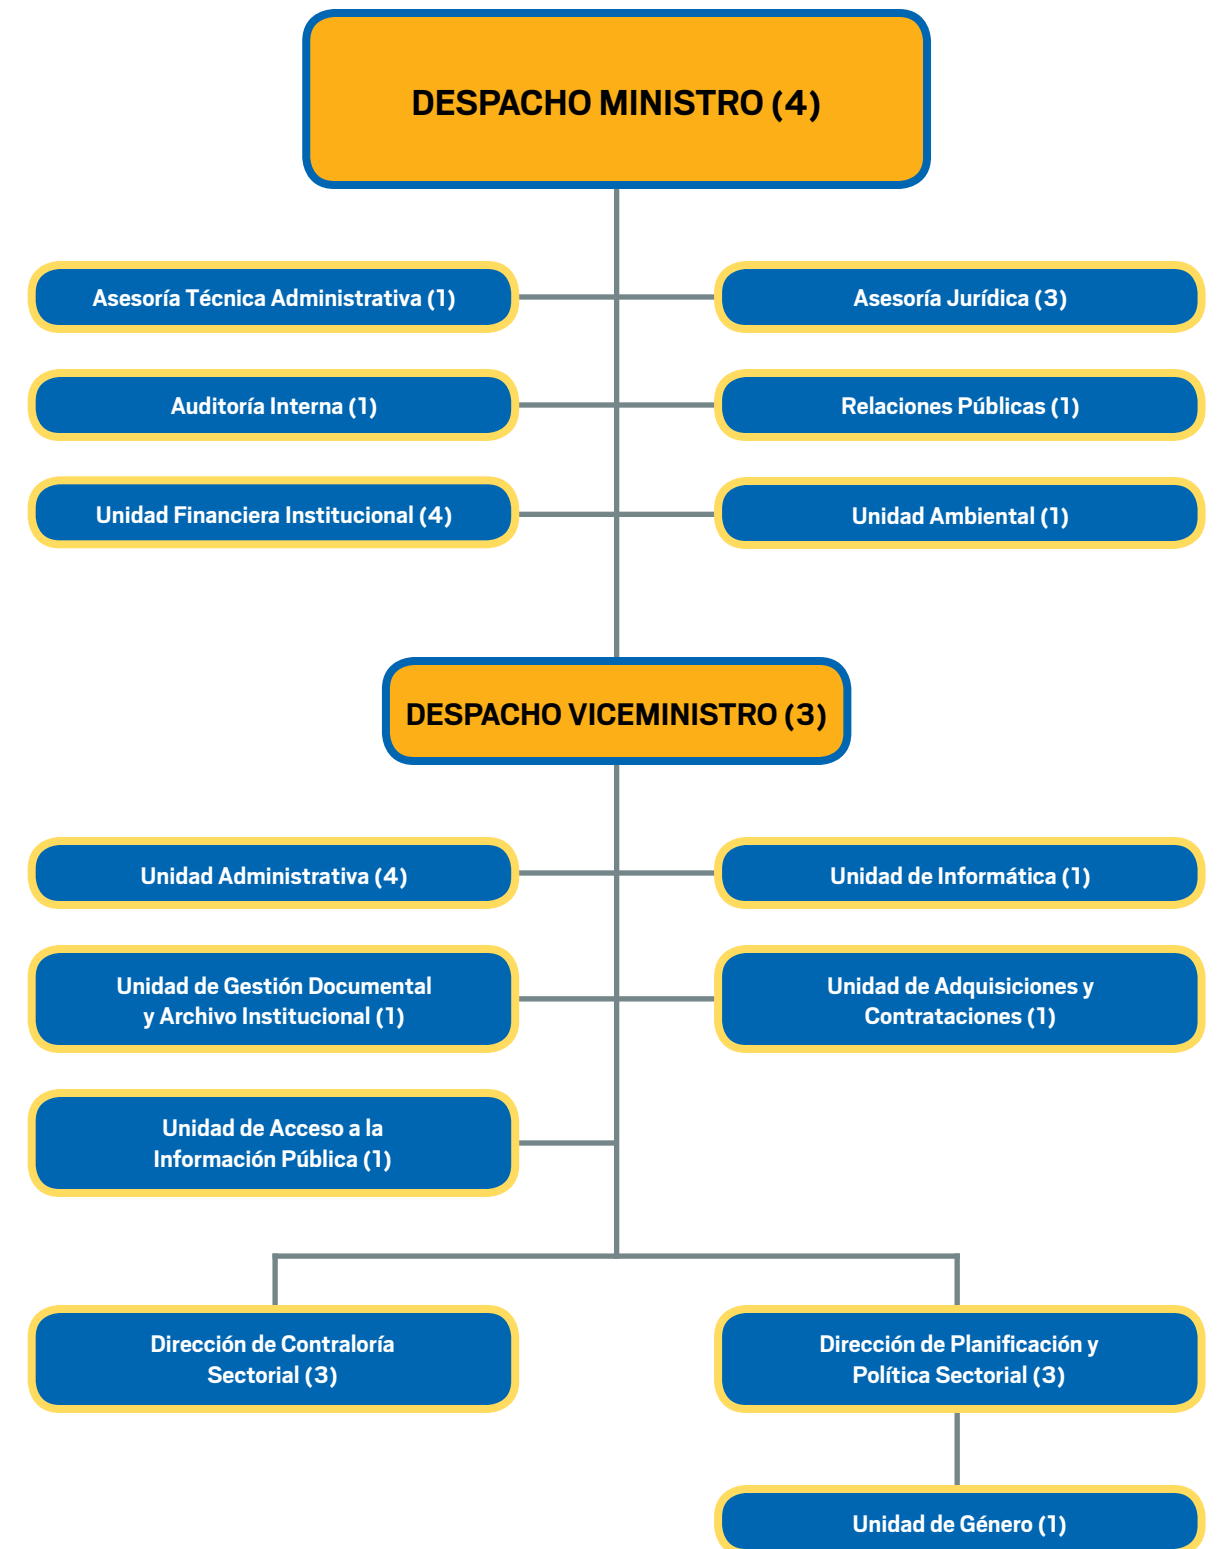 DESPACHO MINISTRO (4)
Asesoría Técnica Administrativa (1)
Asesoría Jurídica (3)
Auditoría Interna (1)
Relaciones Públicas (1)
Unidad Financiera Institucional (4)
Unidad Ambiental (1)
DESPACHO VICEMINISTRO (3)
Unidad Administrativa (4)
Unidad de Informática (1)
Unidad de Gestión Documental
y Archivo Institucional (1)
Unidad de Adquisiciones y
Contrataciones (1)
Unidad de Acceso a la
Información Pública (1)
Dirección de Contraloría
Sectorial (3)
Dirección de Planificación y
Política Sectorial (3)
Unidad de Género (1)